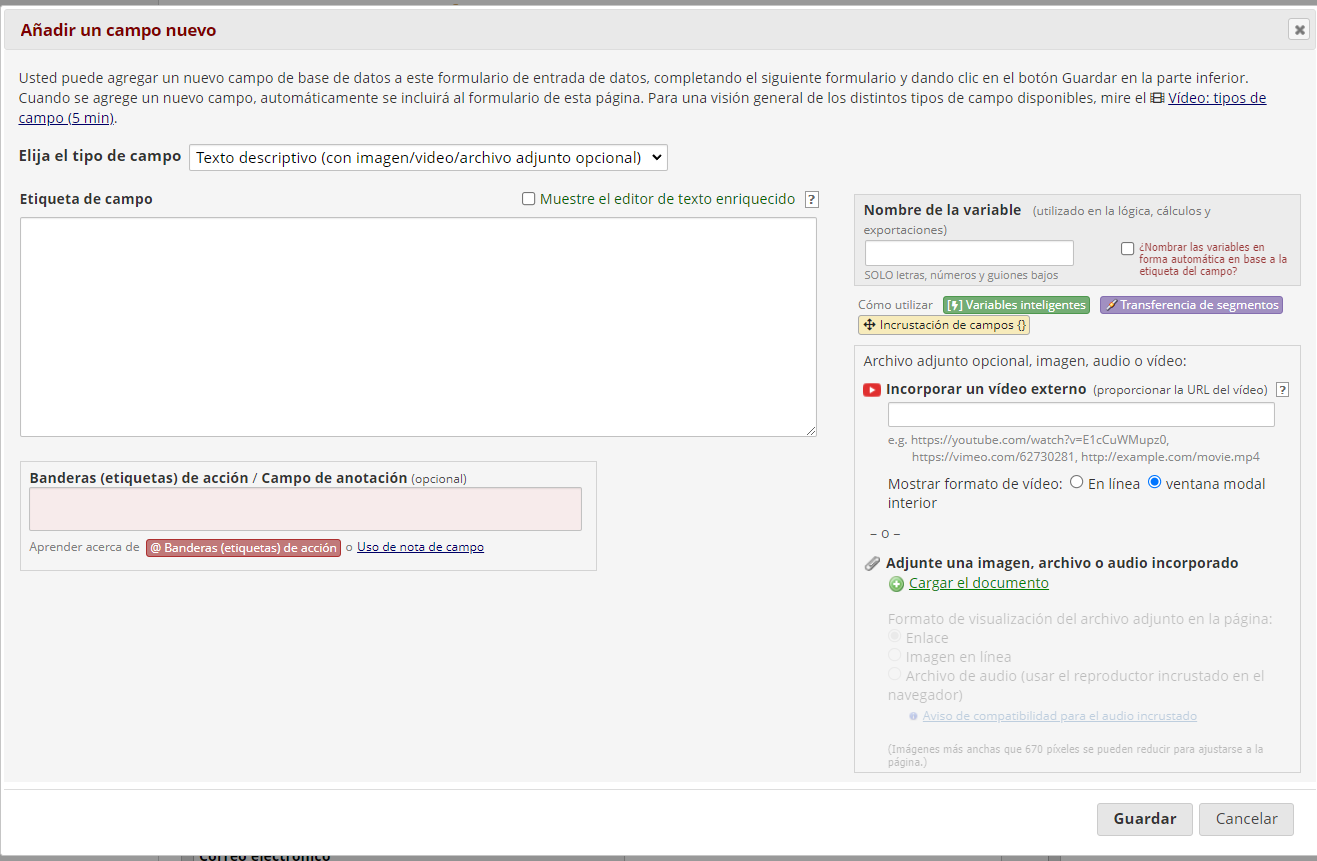 Añadir un campo nuevo
Usted puede agregar un nuevo campo de base de datos a este formulario de entrada de datos, completando el siguiente formulario y dando clic en el botón Guardar en la parte inferior.
Cuando se agrege un nuevo campo, automáticamente se incluirá al formulario de esta página. Para una visión general de los distintos tipos de campo disponibles, mire el Vídeo: tipos de
campo (5 min).
Elija el tipo de campo Texto descriptivo (con imagen/video/archivo adjunto opcional)
Etiqueta de campo Muestre el editor de texto enriquecido ?
Nombre de la variable (utilizado en la lógica, cálculos y
exportaciones)
¿Nombrar las variables en
forma automática en base a la
etiqueta del campo?
SOLO letras, números y guiones bajos
Cómo utilizar [⚡] Variables inteligentes Transferencia de segmentos
Incrustación de campos {}
Archivo adjunto opcional, imagen, audio o vídeo:
Incorporar un vídeo externo (proporcionar la URL del vídeo) ?
e.g. https://youtube.com/watch?v=E1cCuWMupz0,
https://vimeo.com/62730281, http://example.com/movie.mp4
Mostrar formato de vídeo: En línea ventana modal
interior
– o –
Adjunte una imagen, archivo o audio incorporado
Cargar el documento
Formato de visualización del archivo adjunto en la página:
Enlace
Imagen en línea
Archivo de audio (usar el reproductor incrustado en el
navegador)
Aviso de compatibilidad para el audio incrustado
(Imágenes más anchas que 670 píxeles se pueden reducir para ajustarse a la
página.)
Banderas (etiquetas) de acción / Campo de anotación (opcional)
Aprender acerca de @ Banderas (etiquetas) de acción o Uso de nota de campo
Guardar Cancelar
Correo electrónico